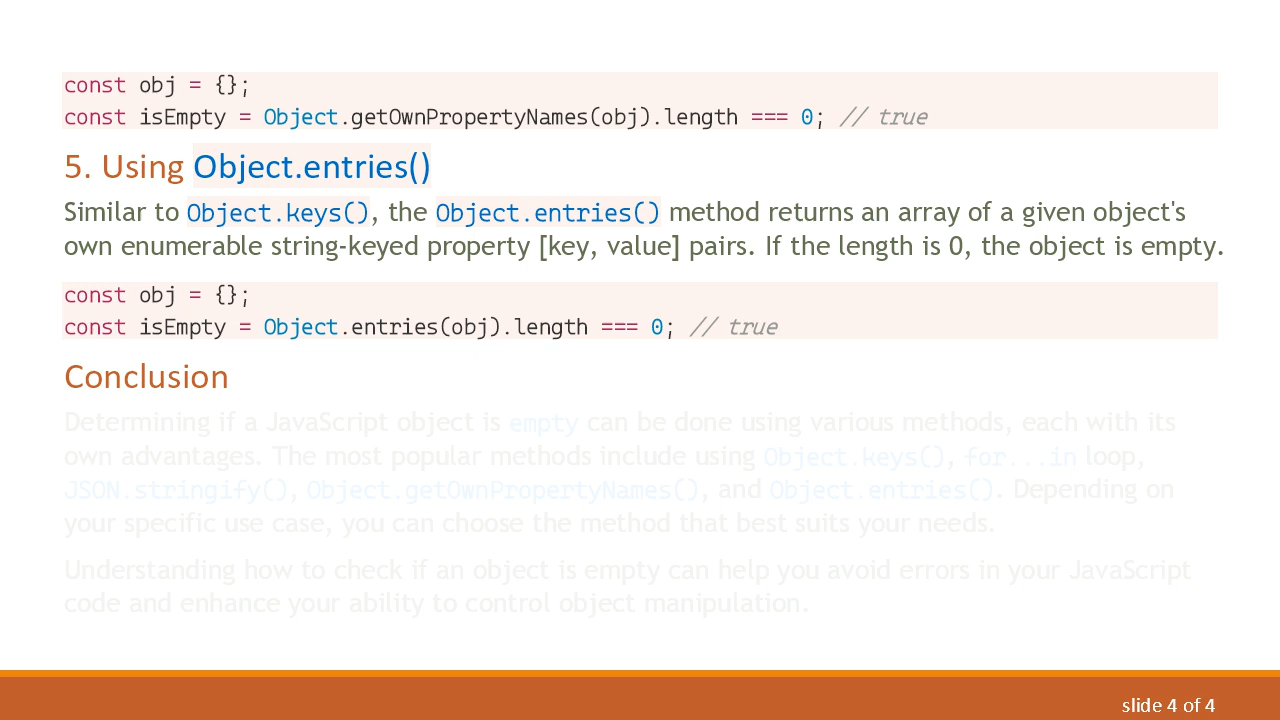 const obj = {};
const isEmpty = Object.getOwnPropertyNames(obj).length === 0; // true
5. Using Object.entries()
Similar to Object.keys(), the Object.entries() method returns an array of a given object's
own enumerable string-keyed property [key, value] pairs. If the length is 0, the object is empty.
const obj = {};
const isEmpty = Object.entries(obj).length === 0; // true
Conclusion
Determining if a JavaScript object is empty can be done using various methods, each with its
own advantages. The most popular methods include using Object.keys(), for...in loop,
JSON.stringify(), Object.getOwnPropertyNames(), and Object.entries(). Depending on
your specific use case, you can choose the method that best suits your needs.
Understanding how to check if an object is empty can help you avoid errors in your JavaScript
code and enhance your ability to control object manipulation.
slide 4 of 4